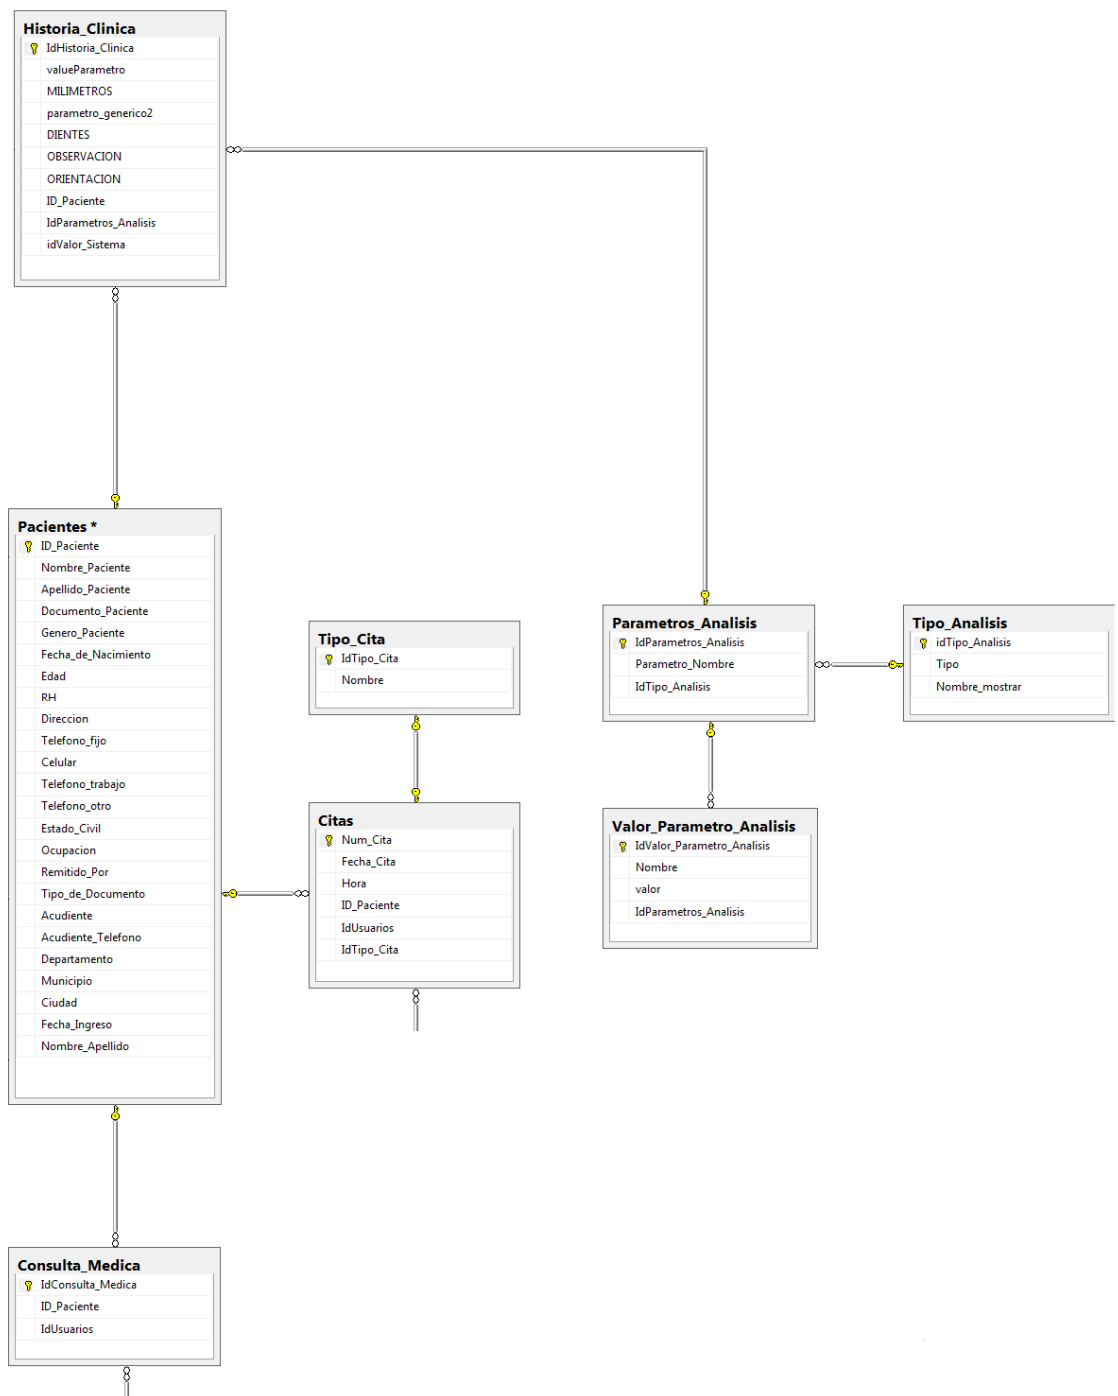 Historia_Clinica
IdHistoria_Clinica
valueParametro
MILIMETROS
parametro_generico2
DIENTES
OBSERVACION
ORIENTACION
ID_Paciente
IdParametros_Analisis
idValor_Sistema
Pacientes *
ID_Paciente
Nombre_Paciente
Apellido_Paciente
Documento_Paciente
Genero_Paciente
Fecha_de_Nacimiento
Edad
RH
Direccion
Telefono_fijo
Celular
Telefono_trabajo
Telefono_otro
Estado_Civil
Ocupacion
Remitido_Por
Tipo_de_Documento
Acudiente
Acudiente_Telefono
Departamento
Municipio
Ciudad
Fecha_Ingreso
Nombre_Apellido
Tipo_Cita
IdTipo_Cita
Nombre
Citas
Num_Cita
Fecha_Cita
Hora
ID_Paciente
IdUsuarios
IdTipo_Cita
Parametros_Analisis
IdParametros_Analisis
Parametro_Nombre
IdTipo_Analisis
Tipo_Analisis
idTipo_Analisis
Tipo
Nombre_mostrar
Valor_Parametro_Analisis
IdValor_Parametro_Analisis
Nombre
valor
IdParametros_Analisis
Consulta_Medica
IdConsulta_Medica
ID_Paciente
IdUsuarios